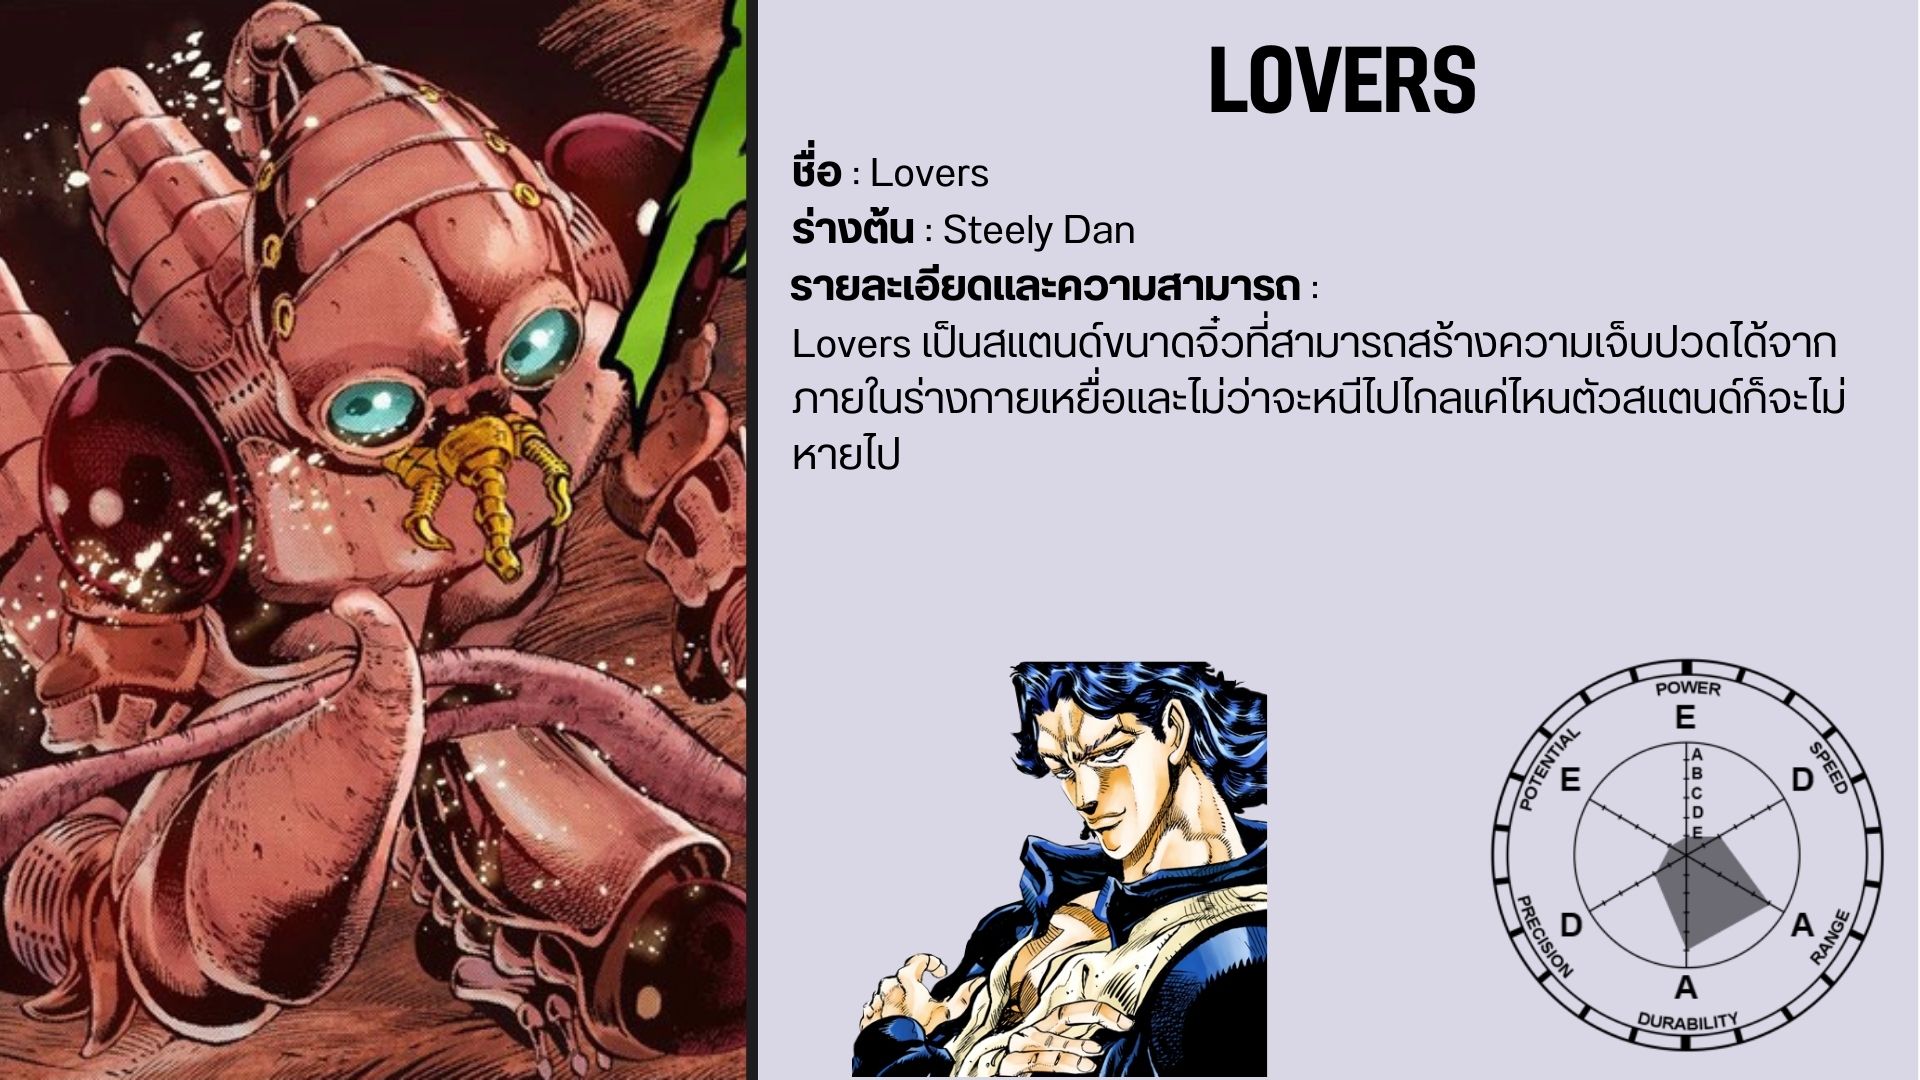 LOVERS
ชื่อ : Lovers
ร่างต้น : Steely Dan
รายละเอียดและความสามารถ :
Lovers เป็นสแตนด์ขนาดจิ๋วที่สามารถสร้างความเจ็บปวดได้จาก
ภายในร่างกายเหยื่อและไม่ว่าจะหนีไปไกลแค่ไหนตัวสแตนด์ก็จะไม่
หายไป
POWER
E
POTENTIAL
E
SPEED
D
A
B
C
D
E
PRECISION
D
RANGE
A
A
DURABILITY